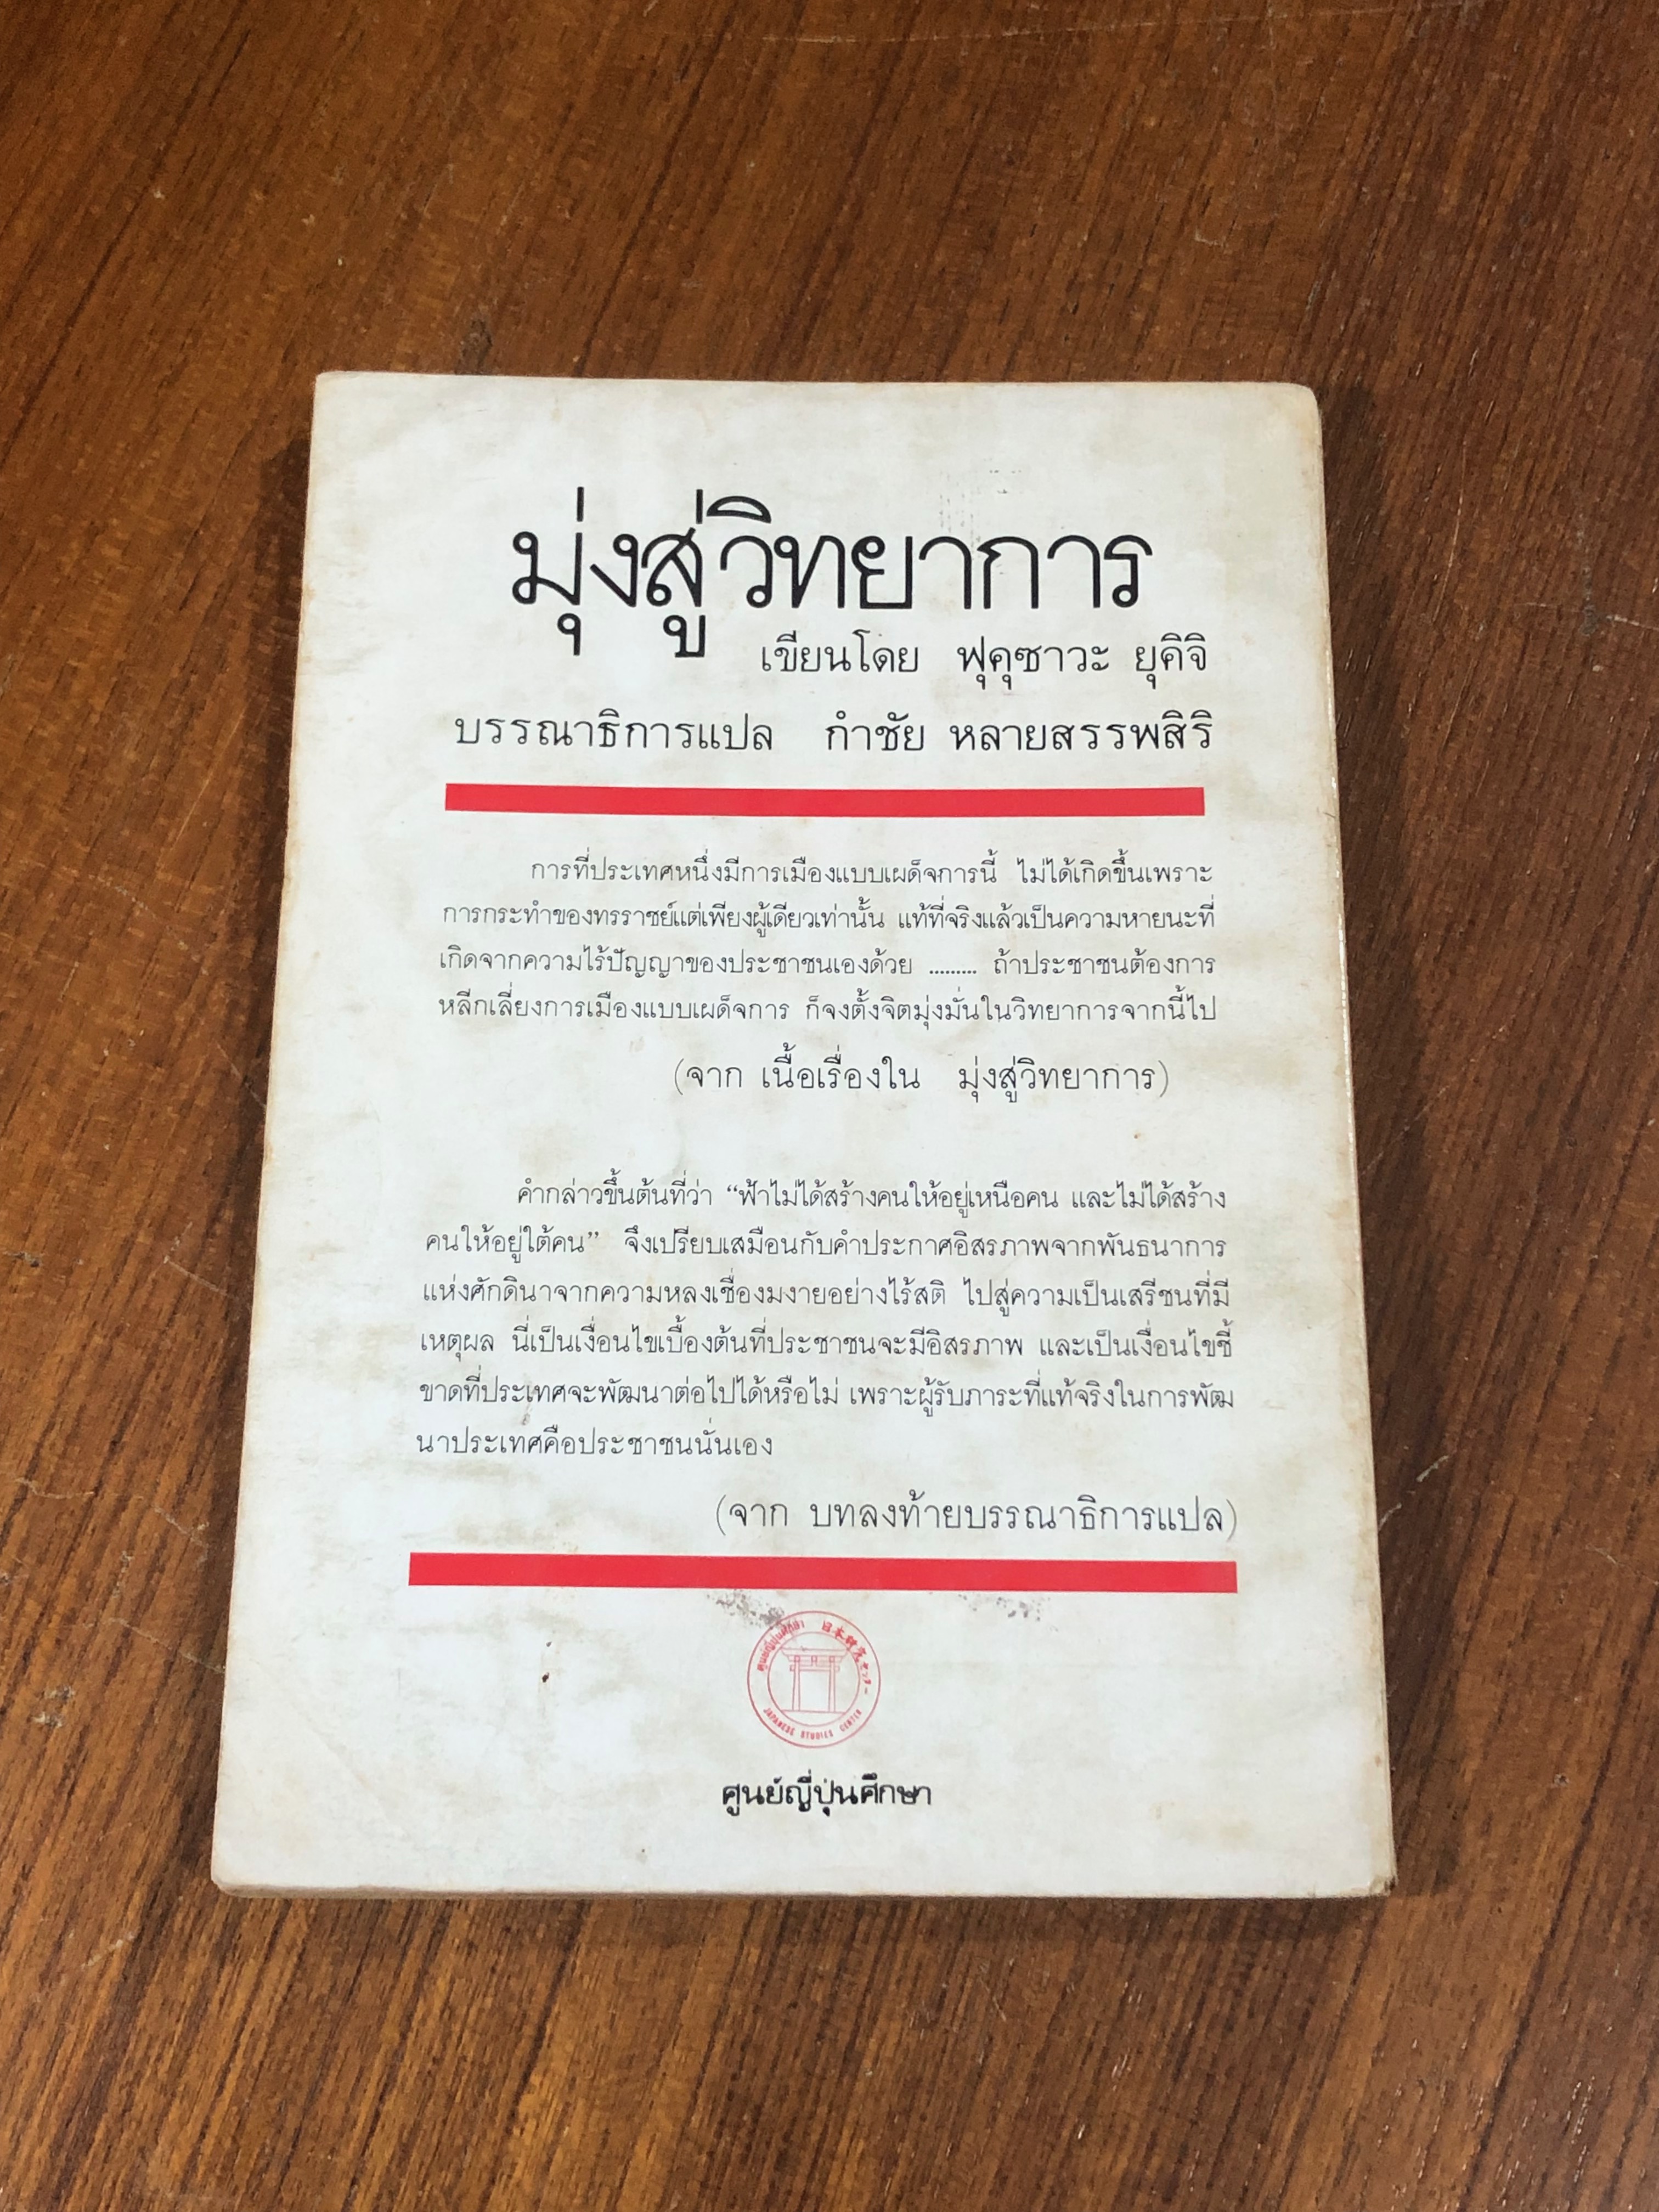 มุ่งสู่วิทยาการ
เขียนโดย ฟุคุซาวะ ยุคิจิ
บรรณาธิการแปล กำชัย หลายสรรพสิริ
การที่ประเทศหนึ่งมีการเมืองแบบเผด็จการนี้ ไม่ได้เกิดขึ้นเพราะ
การกระทำของทรราชย์แต่เพียงผู้เดียวเท่านั้น แท้ที่จริงแล้วเป็นความหายนะที่
เกิดจากความไร้ปัญญาของประชาชนเองด้วย ......... ถ้าประชาชนต้องการ
หลีกเลี่ยงการเมืองแบบเผด็จการ ก็จงตั้งจิตมุ่งมั่นในวิทยาการจากนี้ไป
(จาก เนื้อเรื่องใน มุ่งสู่วิทยาการ)
คำกล่าวขึ้นต้นที่ว่า “ฟ้าไม่ได้สร้างคนให้อยู่เหนือคน และไม่ได้สร้าง
คนให้อยู่ใต้คน” จึงเปรียบเสมือนกับคำประกาศอิสรภาพจากพันธนาการ
แห่งศักดินาจากความหลงเชื่องมงายอย่างไร้สติ ไปสู่ความเป็นเสรีชนที่มี
เหตุผล นี่เป็นเงื่อนไขเบื้องต้นที่ประชาชนจะมีอิสรภาพ และเป็นเงื่อนไขชี้
ขาดที่ประเทศจะพัฒนาต่อไปได้หรือไม่ เพราะผู้รับภาระที่แท้จริงในการพัฒ
นาประเทศคือประชาชนนั่นเอง
(จาก บทลงท้ายบรรณาธิการแปล)
ศูนย์ญี่ปุ่นศึกษา 日本研究センター
JAPANESE STUDIES CENTER
ศูนย์ญี่ปุ่นศึกษา